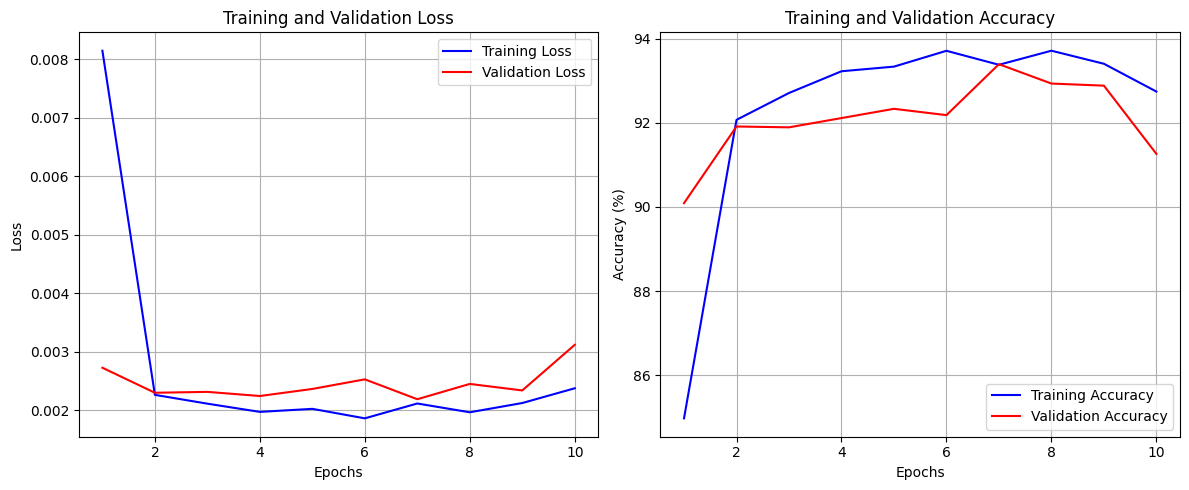 Training and Validation Loss
Training Loss
Validation Loss
0.008
0.007
0.006
0.005
0.004
0.003
0.002
Loss
2
4
6
8
10
Epochs
Training and Validation Accuracy
94
92
90
88
86
Accuracy (%)
Training Accuracy
Validation Accuracy
2
4
6
8
10
Epochs